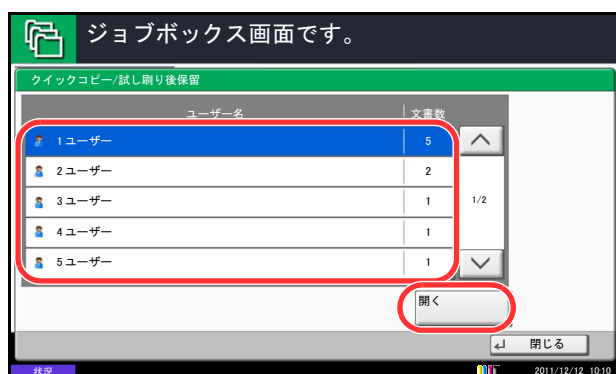 ジョブボックス画面です。
クイックコピー/試し刷り後保留
ユーザー名 文書数
1 ユーザー 5
2 ユーザー 2
3 ユーザー 1 1/2
4 ユーザー 1
5 ユーザー 1
開く
閉じる
状況 2011/12/12 10:10